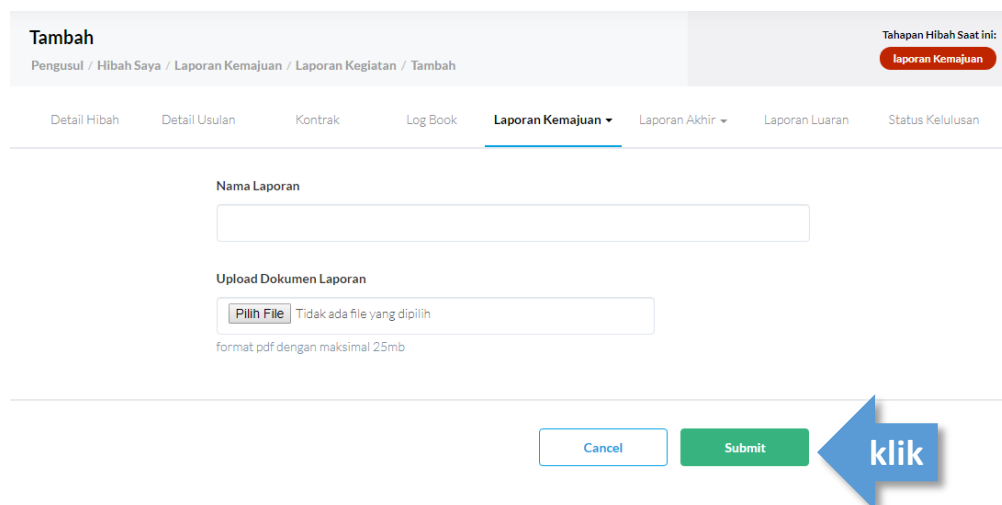 Tambah
Tahapan Hibah Saat ini:
Pengusul / Hibah Saya / Laporan Kemajuan / Laporan Kegiatan / Tambah
laporan Kemajuan
Detail Hibah Detail Usulan Kontrak Log Book Laporan Kemajuan Laporan Akhir Laporan Luaran Status Kelulusan
Nama Laporan
Upload Dokumen Laporan
Pilih File Tidak ada file yang dipilih
format pdf dengan maksimal 25mb
Cancel Submit klik